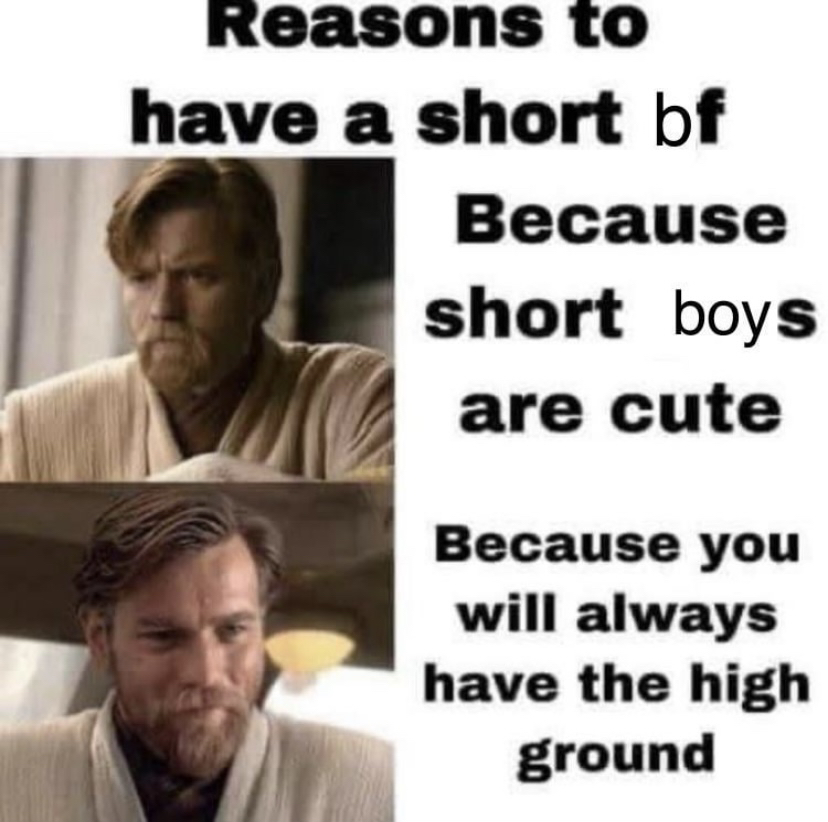 Reasons to
have a short bf
Because
short boys
are cute
Because you
will always
have the high
ground